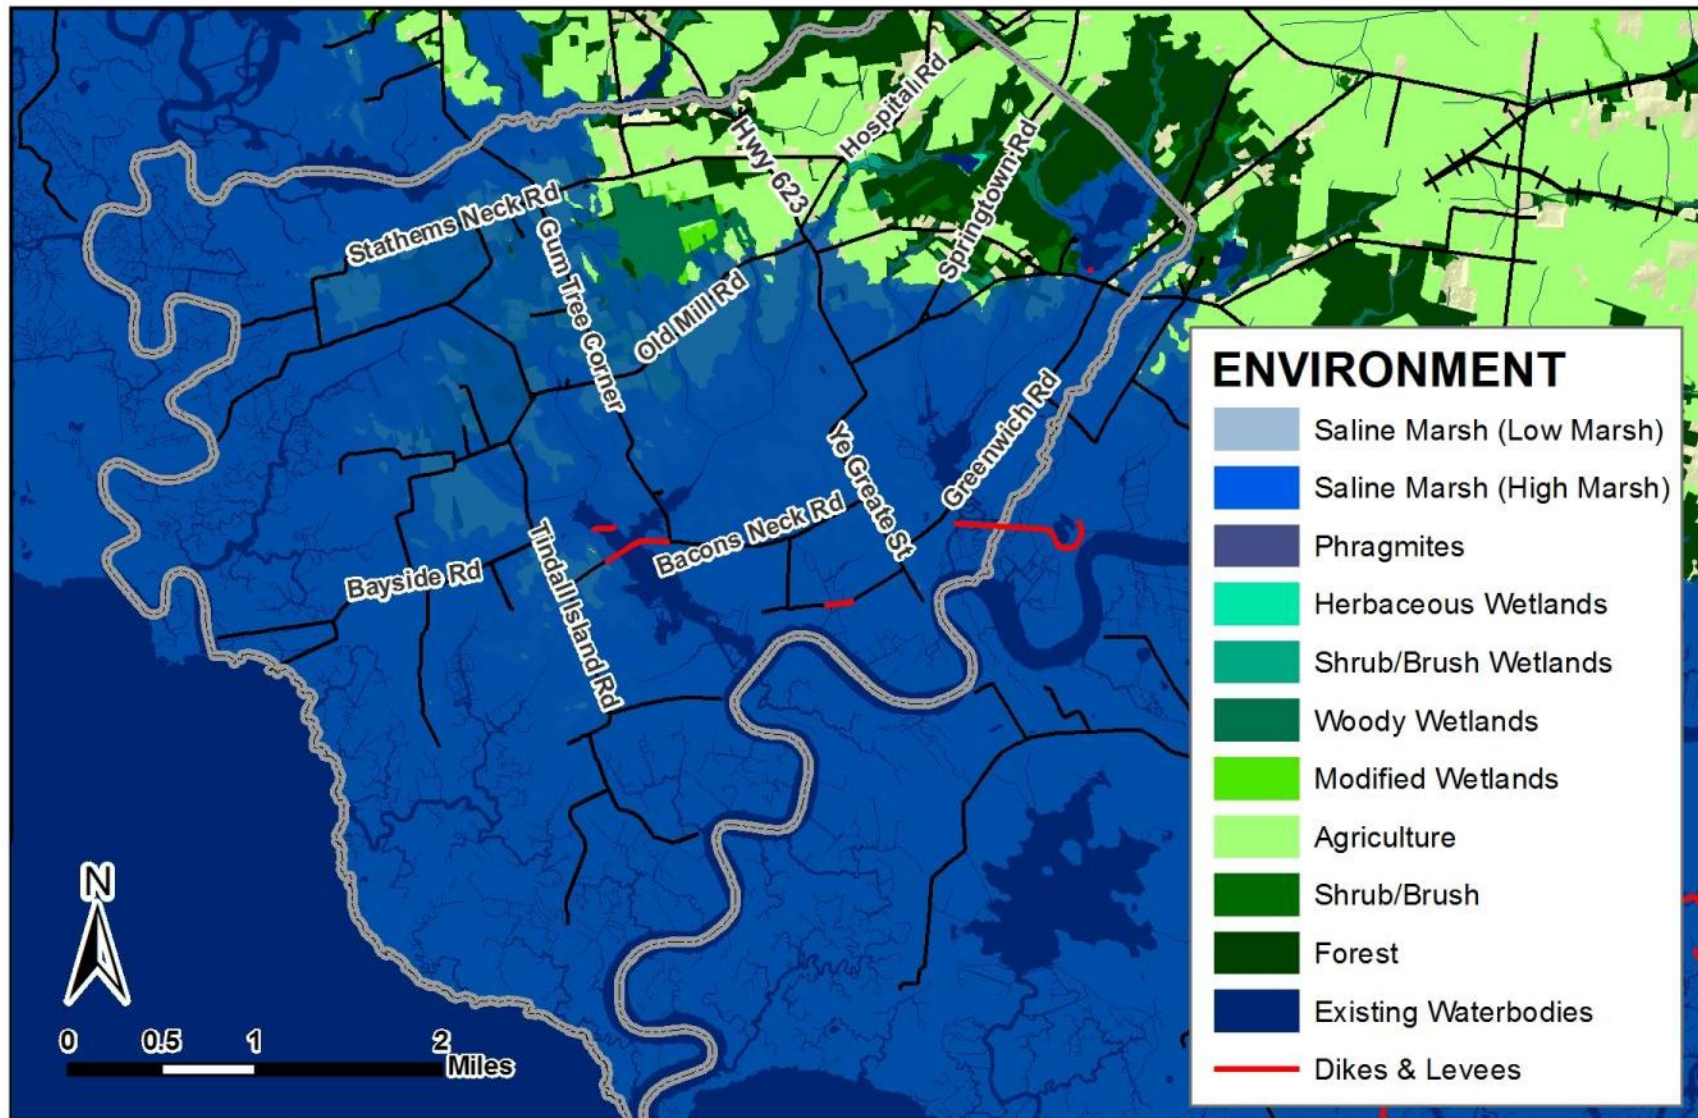 Hospital Rd
Hwy 623
Springtown Rd
Stathems Neck Rd
Gum Tree Corner
Old Mill Rd
Greenwich Rd
Ye Greate St
Bacons Neck Rd
Tindall Island Rd
Bayside Rd
N
0 0.5 1 2
Miles
ENVIRONMENT
Saline Marsh (Low Marsh)
Saline Marsh (High Marsh)
Phragmites
Herbaceous Wetlands
Shrub/Brush Wetlands
Woody Wetlands
Modified Wetlands
Agriculture
Shrub/Brush
Forest
Existing Waterbodies
Dikes & Levees